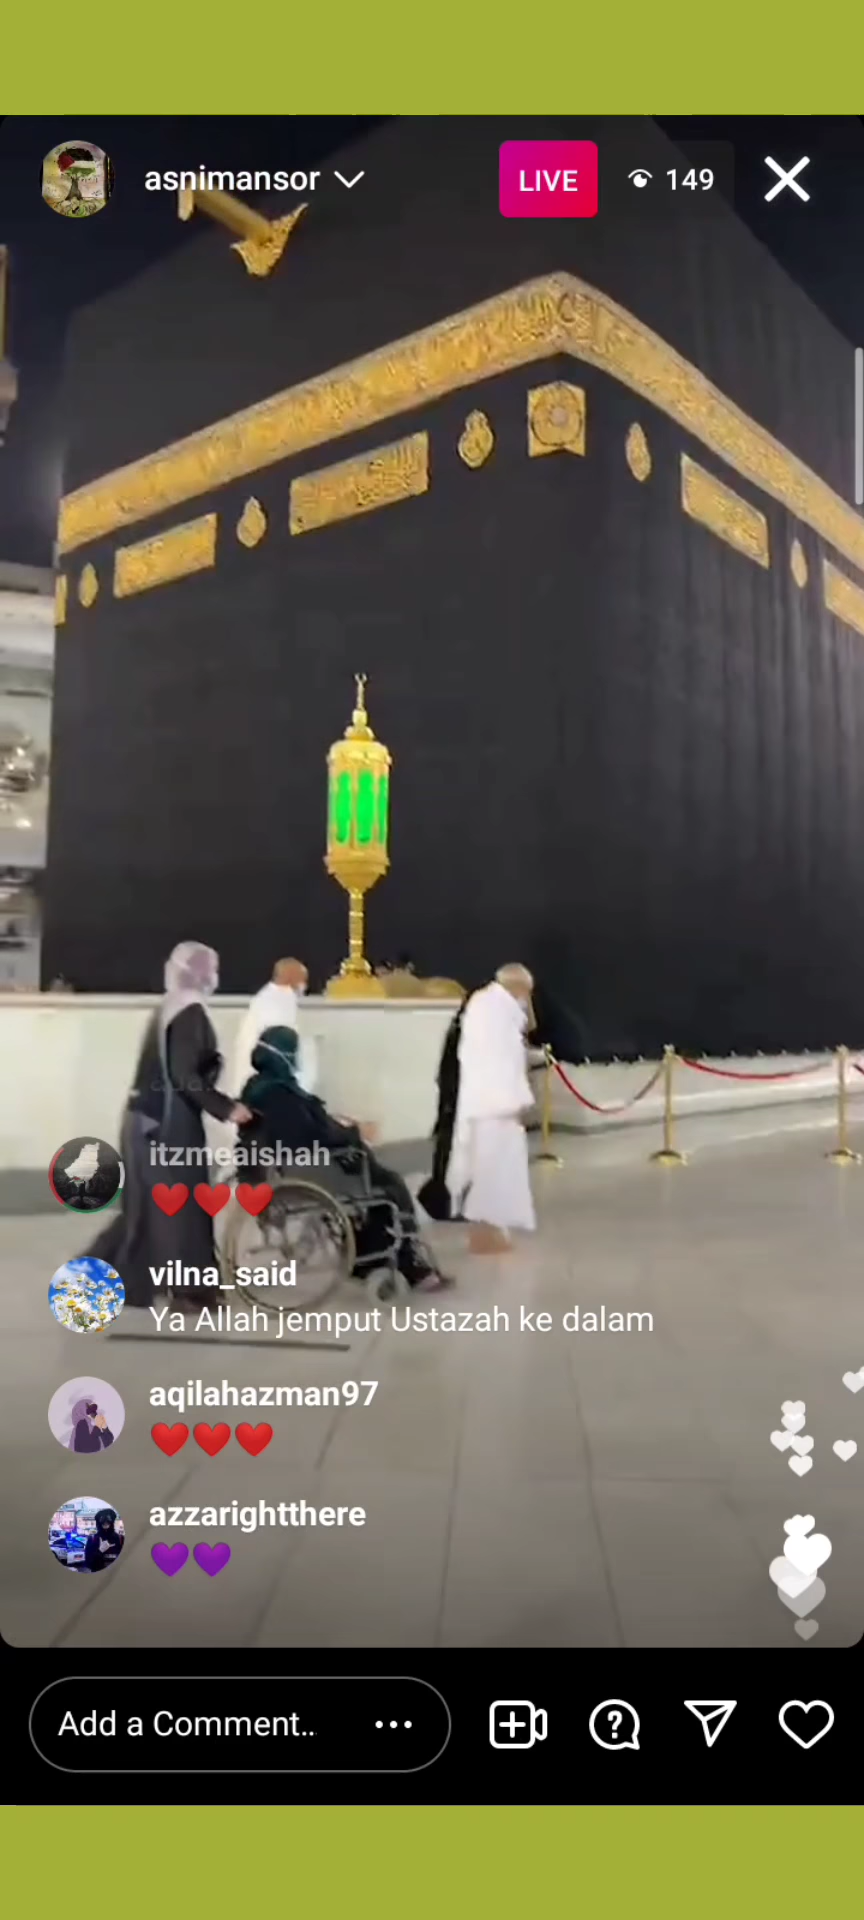 asnimansor
LIVE
149
itzmeaishah
❤️❤️❤️
vilna_said
Ya Allah jemput Ustazah ke dalam
aqilahazman97
❤️❤️❤️
azzarightthere
💜💜
Add a Comment..